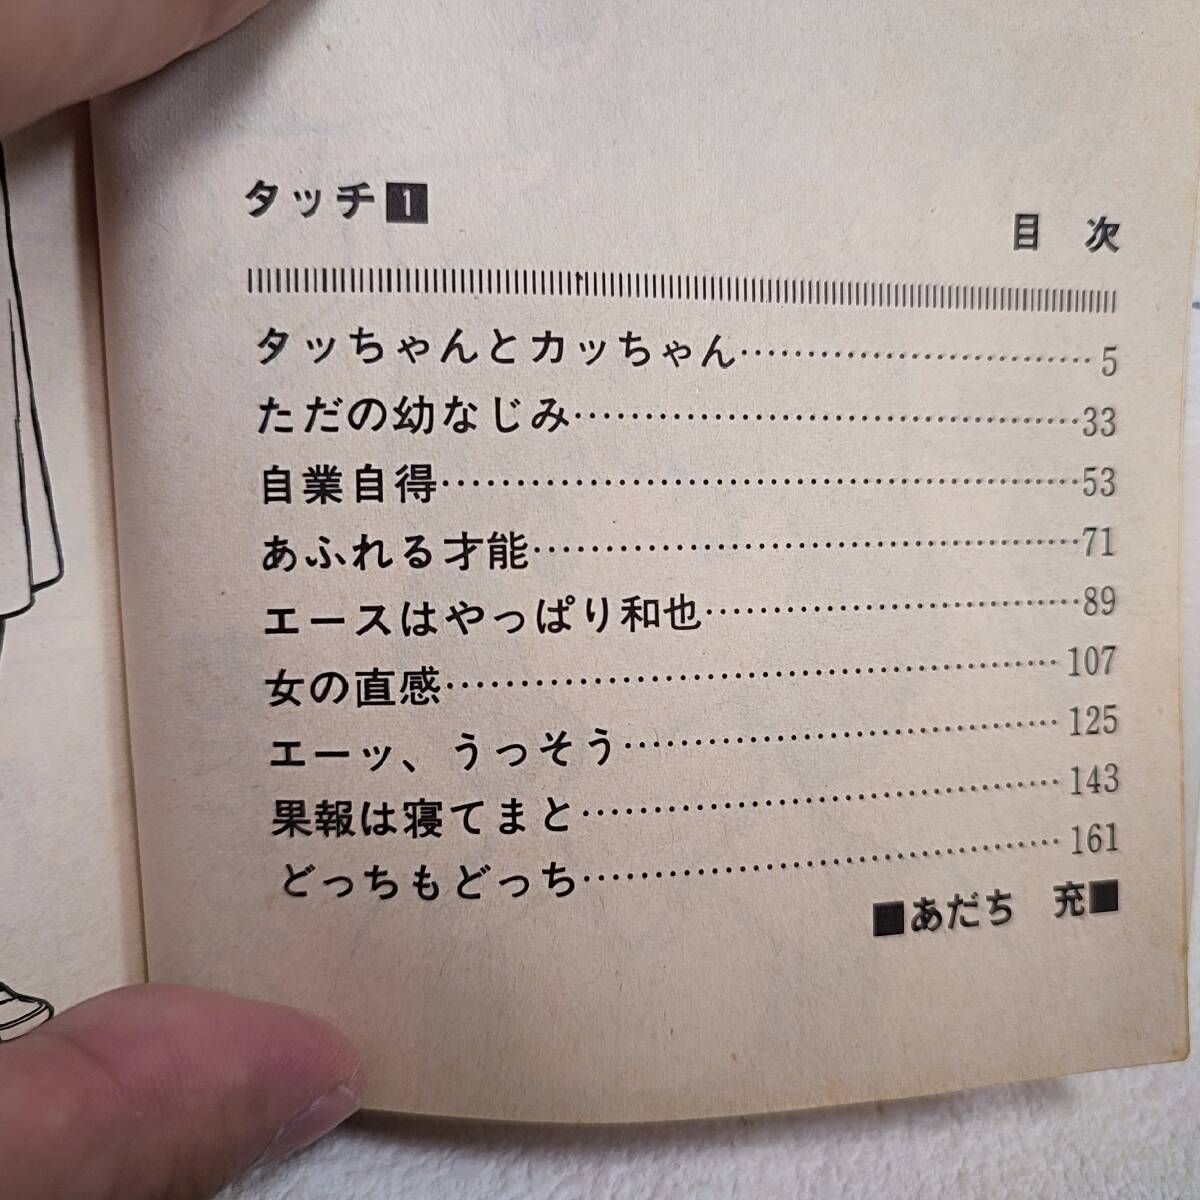 タッチ1
目 次
タッちゃんとカッちゃん……………………………5
ただの幼なじみ……………………………………33
自業自得……………………………………………53
あふれる才能………………………………………71
エースはやっぱり和也……………………………89
女の直感……………………………………………107
エーッ、うっそう…………………………………125
果報は寝てまと……………………………………143
どっちもどっち……………………………………161
■あだち 充■